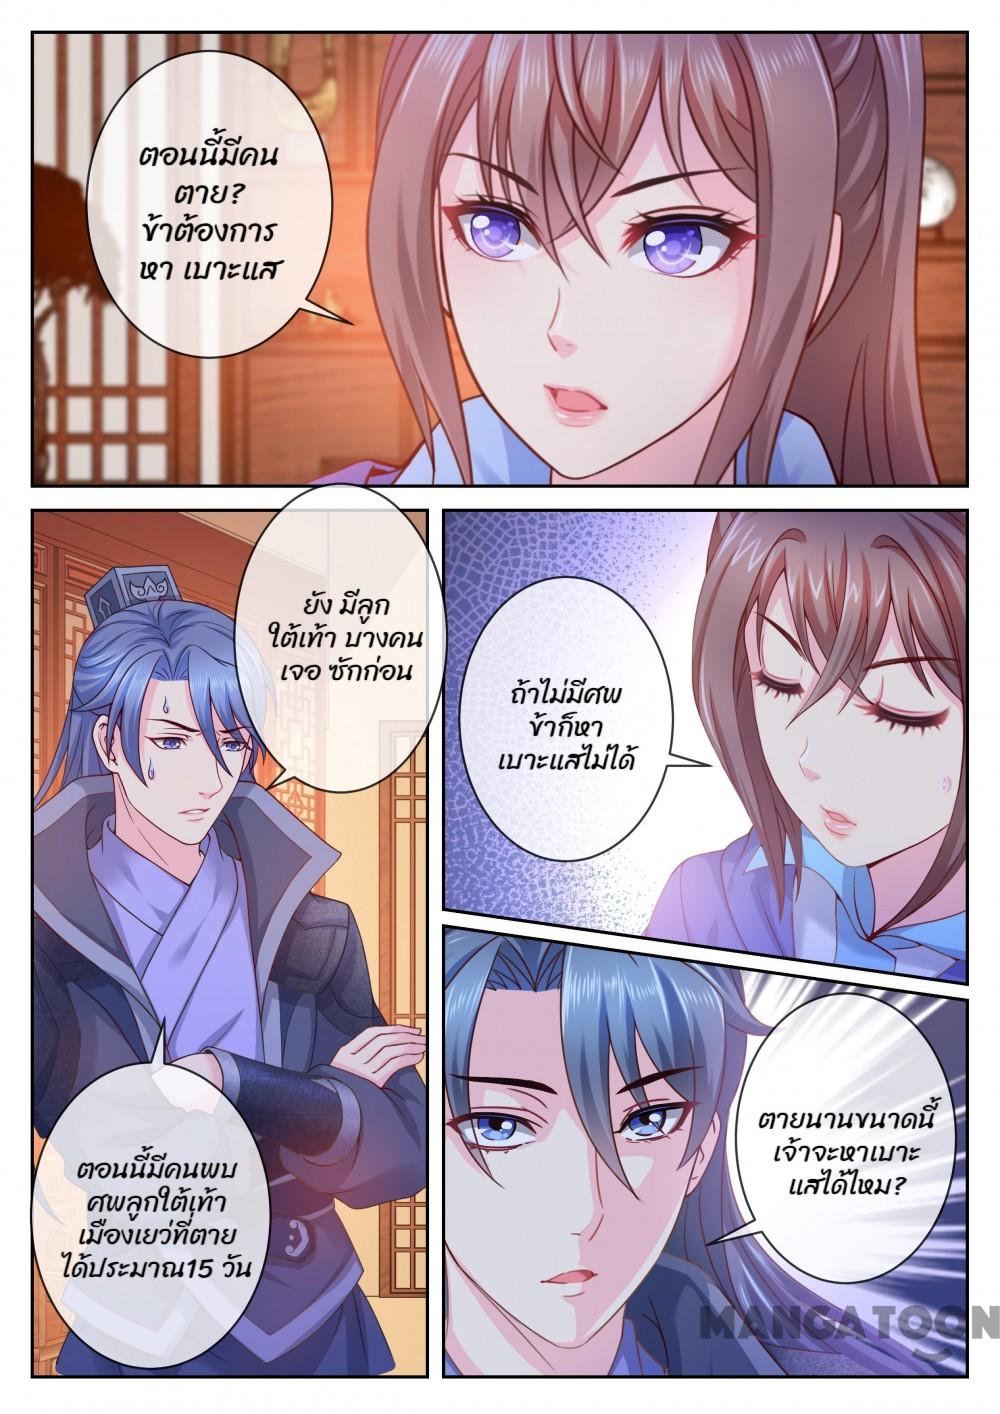 ตอนนี้มีคน
ตาย?
ข้าต้องการ
หา เบาะแส
ยัง มีลูก
ใต้เท้า บางคน
เจอ ซักก่อน
ถ้าไม่มีศพ
ข้าก็หา
เบาะแสไม่ได้
ตอนนี้มีคนพบ
ศพลูกใต้เท้า
เมืองเยว่ที่ตาย
ได้ประมาณ15 วัน
ตายนานขนาดนี้
เจ้าจะหาเบาะ
แสได้ไหม?
MANGATOON